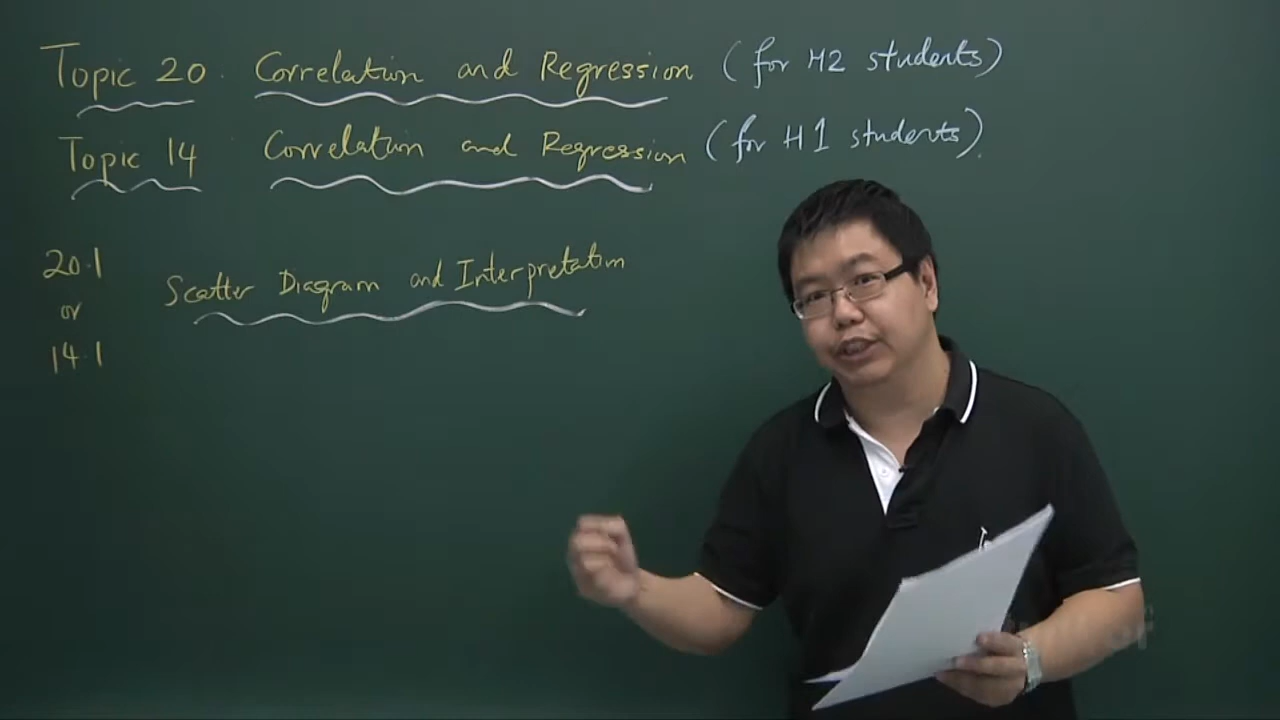 Topic 20 Correlation and Regression (for H2 students)
Topic 14 Correlation and Regression (for H1 students).
20.1
or
14.1
Scatter Diagram and Interpretation